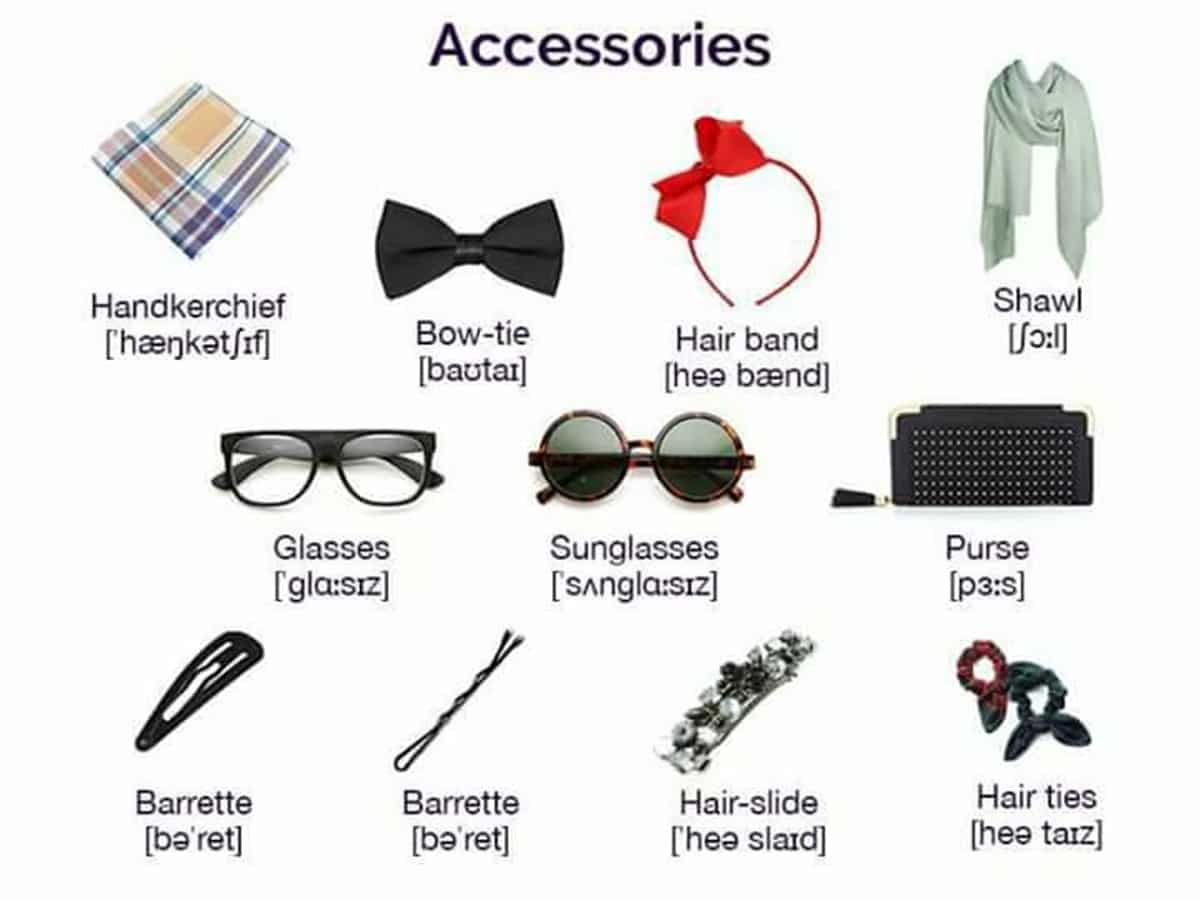 Accessories
Handkerchief
[ˈhæŋkətʃɪf]
Bow-tie
[baʊtaɪ]
Hair band
[heə bænd]
Shawl
[ʃɔːl]
Glasses
[ˈglɑːsɪz]
Sunglasses
[ˈsʌnglɑːsɪz]
Purse
[pɜːs]
Barrette
[bəˈret]
Barrette
[bəˈret]
Hair-slide
[ˈheə slaɪd]
Hair ties
[heə taɪz]